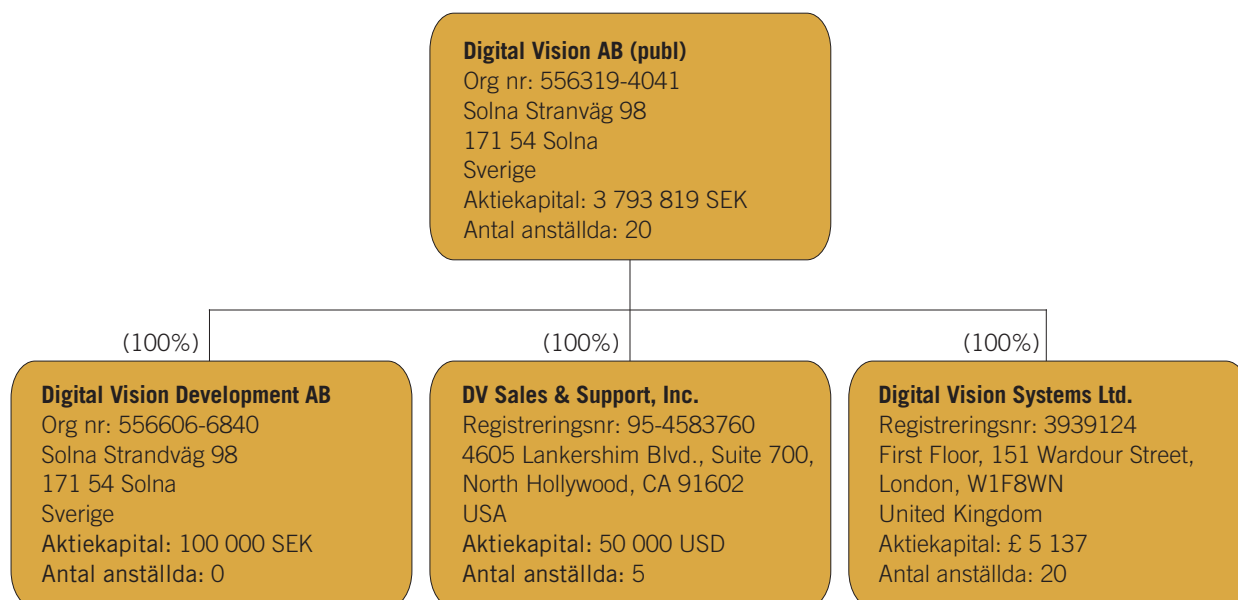 Digital Vision AB (publ)
Org nr: 556319-4041
Solna Stranväg 98
171 54 Solna
Sverige
Aktiekapital: 3 793 819 SEK
Antal anställda: 20
(100%)
Digital Vision Development AB
Org nr: 556606-6840
Solna Strandväg 98
171 54 Solna
Sverige
Aktiekapital: 100 000 SEK
Antal anställda: 0
(100%)
DV Sales & Support, Inc.
Registreringsnr: 95-4583760
4605 Lankershim Blvd., Suite 700,
North Hollywood, CA 91602
USA
Aktiekapital: 50 000 USD
Antal anställda: 5
(100%)
Digital Vision Systems Ltd.
Registreringsnr: 3939124
First Floor, 151 Wardour Street,
London, W1F8WN
United Kingdom
Aktiekapital: £ 5 137
Antal anställda: 20